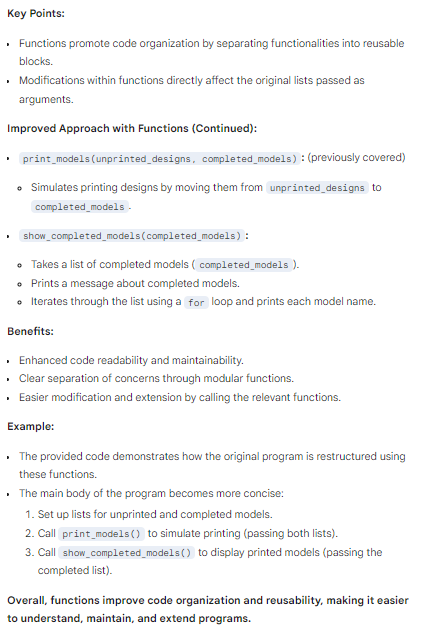 Key Points:
• Functions promote code organization by separating functionalities into reusable
blocks.
• Modifications within functions directly affect the original lists passed as
arguments.
Improved Approach with Functions (Continued):
• print_models(unprinted_designs, completed_models) : (previously covered)
∘ Simulates printing designs by moving them from unprinted_designs to
completed_models .
• show_completed_models(completed_models) :
∘ Takes a list of completed models ( completed_models ).
∘ Prints a message about completed models.
∘ Iterates through the list using a for loop and prints each model name.
Benefits:
• Enhanced code readability and maintainability.
• Clear separation of concerns through modular functions.
• Easier modification and extension by calling the relevant functions.
Example:
• The provided code demonstrates how the original program is restructured using
these functions.
• The main body of the program becomes more concise:
1. Set up lists for unprinted and completed models.
2. Call print_models() to simulate printing (passing both lists).
3. Call show_completed_models() to display printed models (passing the
completed list).
Overall, functions improve code organization and reusability, making it easier
to understand, maintain, and extend programs.